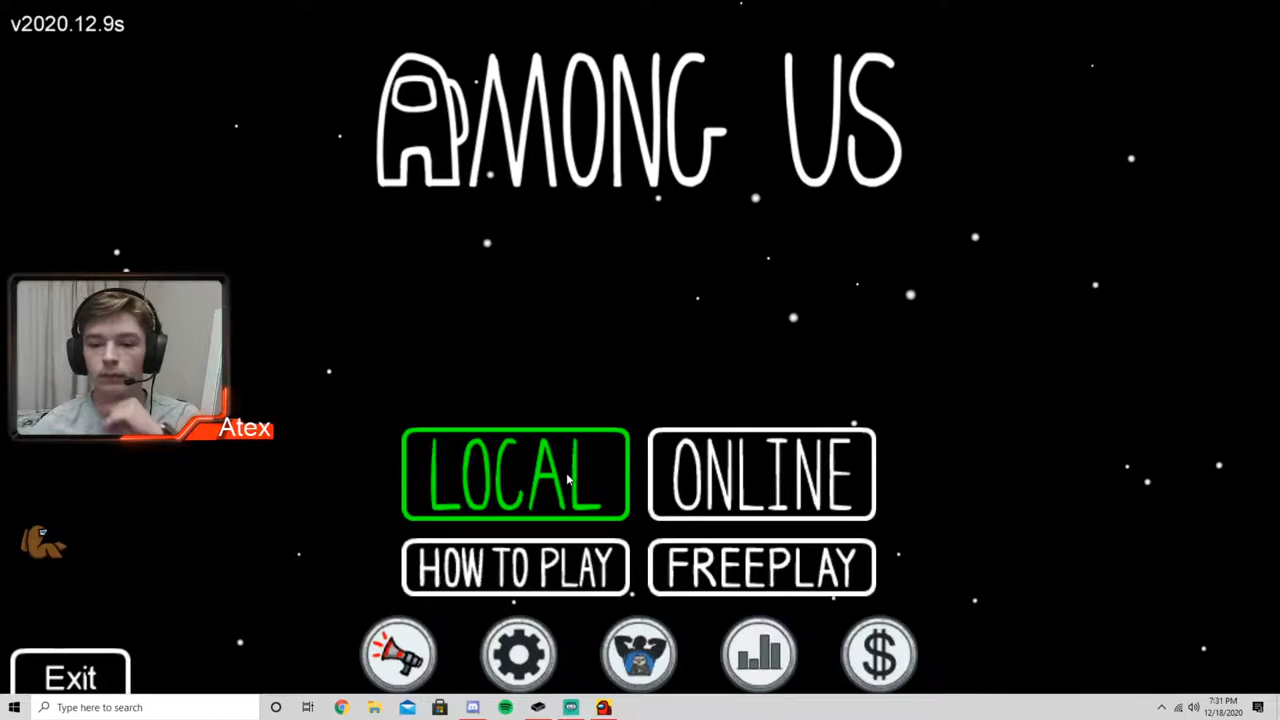 v2020.12.9s
AMONG US
Atex
LOCAL
ONLINE
HOW TO PLAY
FREEPLAY
$
Exit
Type here to search
7:31 PM
12/18/2020